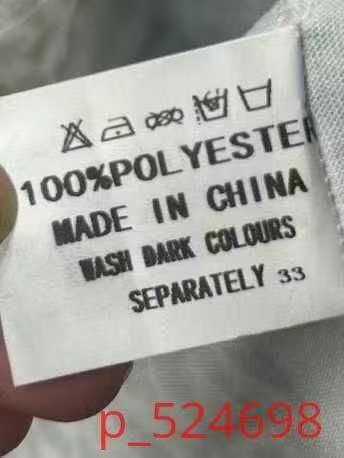 100%POLYESTER
MADE IN CHINA
WASH DARK COLOURS
SEPARATELY 33
p_524698